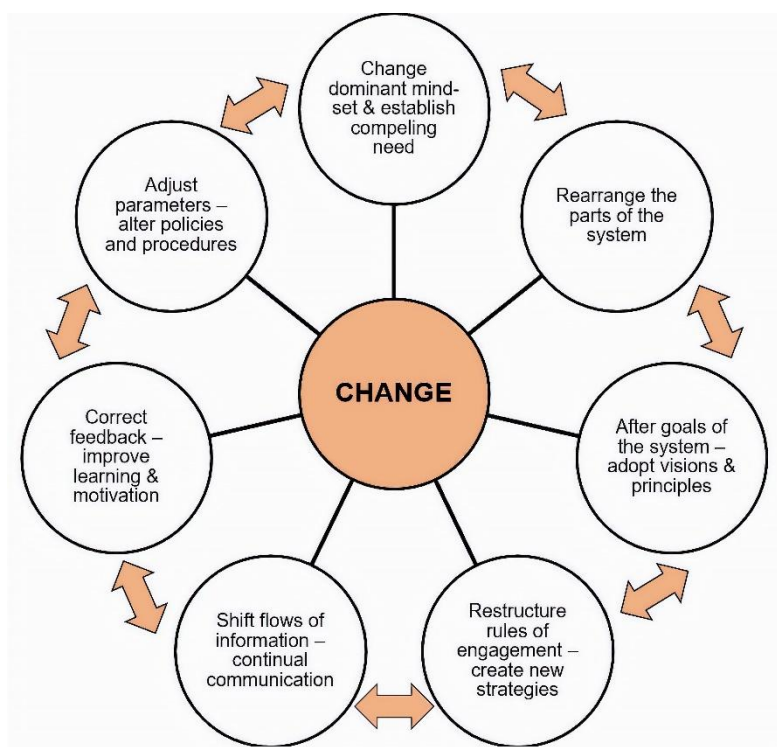 Change
dominant mind-
set & establish
compeling
need
Rearrange the
parts of the
system
After goals of
the system –
adopt visions &
principles
Restructure
rules of
engagement –
create new
strategies
Shift flows of
information –
continual
communication
Correct
feedback –
improve
learning &
motivation
Adjust
parameters –
alter policies
and procedures
CHANGE